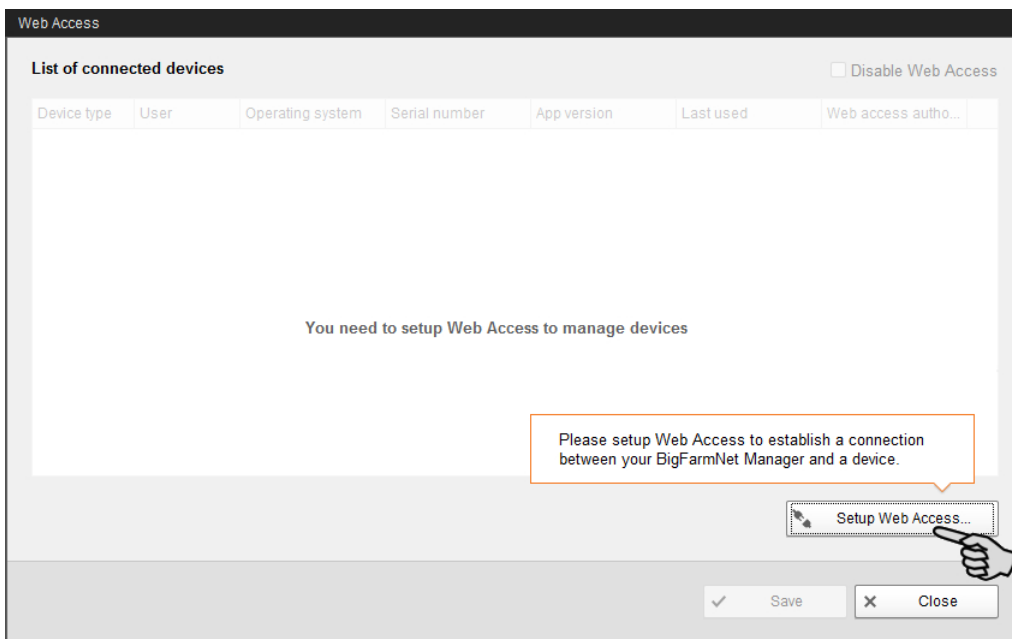 Web Access
List of connected devices
Disable Web Access
Device type User Operating system Serial number App version Last used Web access autho...
You need to setup Web Access to manage devices
Please setup Web Access to establish a connection
between your BigFarmNet Manager and a device.
Setup Web Access...
Save Close